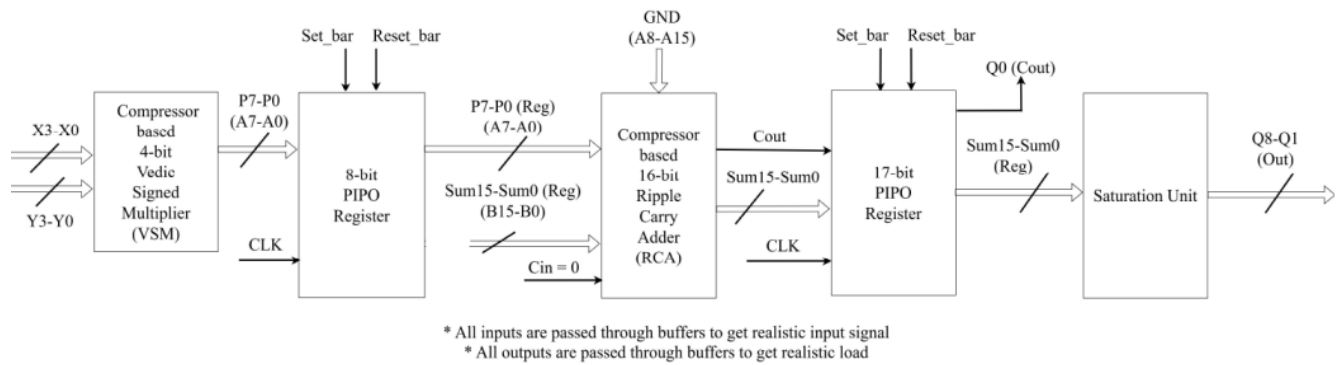 GND
(A8-A15)
Set_bar
Reset_bar
Set_bar
Reset_bar
Q0 (Cout)
X3-X0
Y3-Y0
Compressor
based
4-bit
Vedic
Signed
Multiplier
(VSM)
P7-P0
(A7-A0)
8-bit
PIPO
Register
CLK
P7-P0 (Reg)
(A7-A0)
Sum15-Sum0 (Reg)
(B15-B0)
Cin = 0
Compressor
based
16-bit
Ripple
Carry
Adder
(RCA)
Cout
Sum15-Sum0
CLK
17-bit
PIPO
Register
Sum15-Sum0
(Reg)
Saturation Unit
Q8-Q1
(Out)
* All inputs are passed through buffers to get realistic input signal
* All outputs are passed through buffers to get realistic load